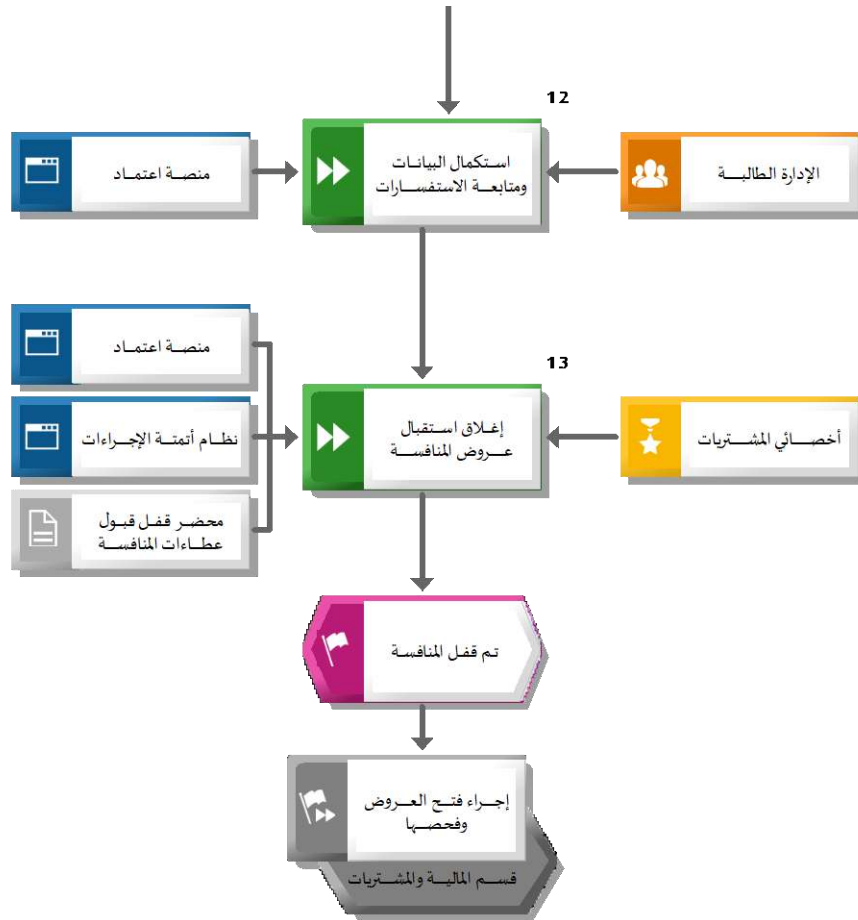 12
الإدارة الطالبة
استكمال البيانات
ومتابعة الاستفسارات
منصة اعتماد
13
أخصائي المشتريات
إغلاق استقبال
عروض المنافسة
منصة اعتماد
نظام أتمتة الإجراءات
محضر قفل قبول
عطاءات المنافسة
تم قفل المنافسة
إجراء فتح العروض
وفحصها
قسم المالية والمشتريات